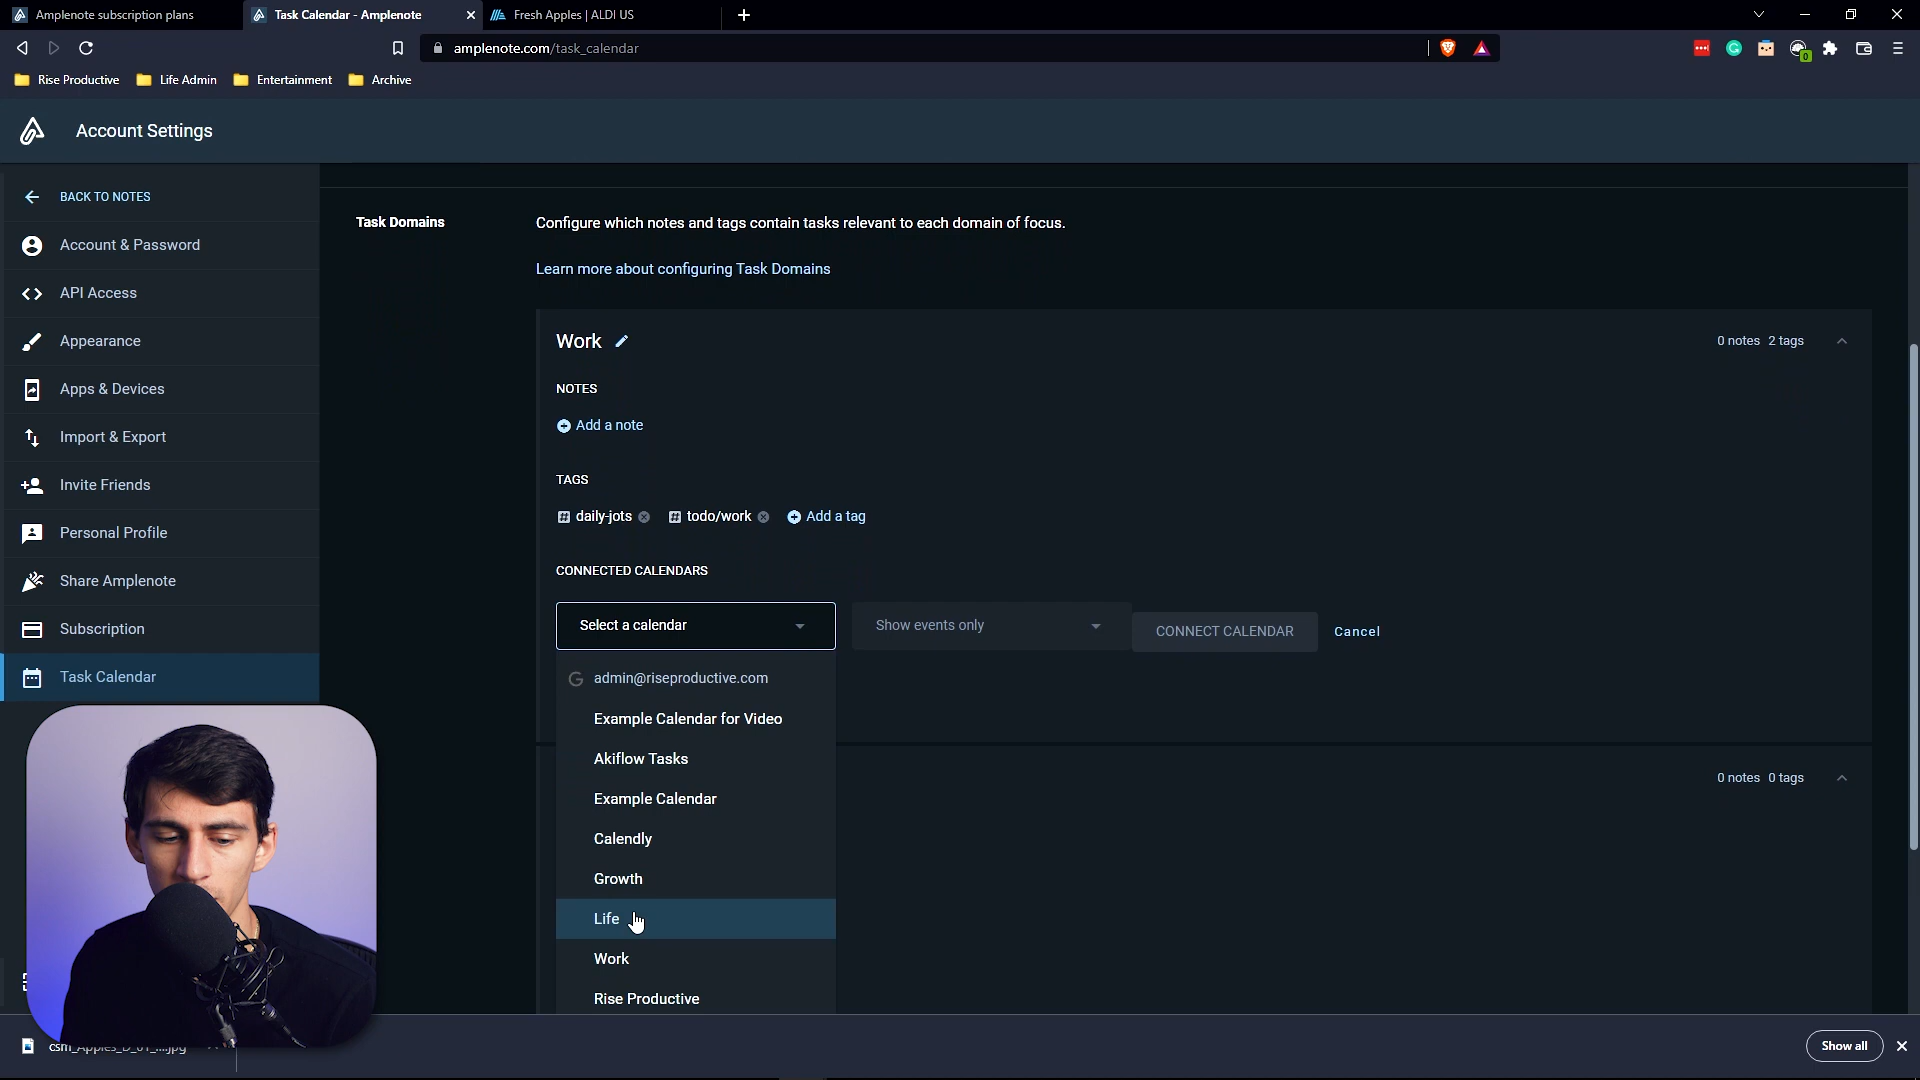 Amplenote subscription plans
Task Calendar - Amplenote
Fresh Apples | ALDI US
amplenote.com/task_calendar
0
Rise Productive
Life Admin
Entertainment
Archive
Account Settings
BACK TO NOTES
Account & Password
API Access
Appearance
Apps & Devices
Import & Export
Invite Friends
Personal Profile
Share Amplenote
Subscription
Task Calendar
Task Domains
Configure which notes and tags contain tasks relevant to each domain of focus.
Learn more about configuring Task Domains
Work
0 notes 2 tags
NOTES
Add a note
TAGS
daily-jots
todo/work
Add a tag
CONNECTED CALENDARS
Select a calendar
Show events only
CONNECT CALENDAR
Cancel
G admin@riseproductive.com
Example Calendar for Video
Akiflow Tasks
Example Calendar
Calendly
Growth
Life
Work
Rise Productive
0 notes 0 tags
Show all